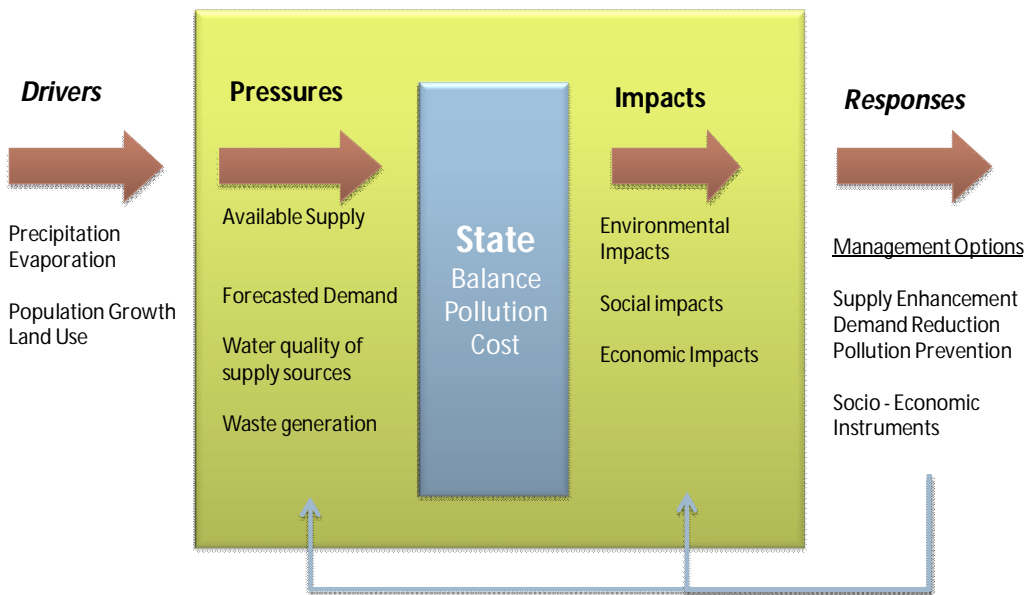 Drivers
Precipitation
Evaporation
Population Growth
Land Use
Pressures
Available Supply
Forecasted Demand
Water quality of
supply sources
Waste generation
State
Balance
Pollution
Cost
Impacts
Environmental
Impacts
Social impacts
Economic Impacts
Responses
Management Options
Supply Enhancement
Demand Reduction
Pollution Prevention
Socio - Economic
Instruments